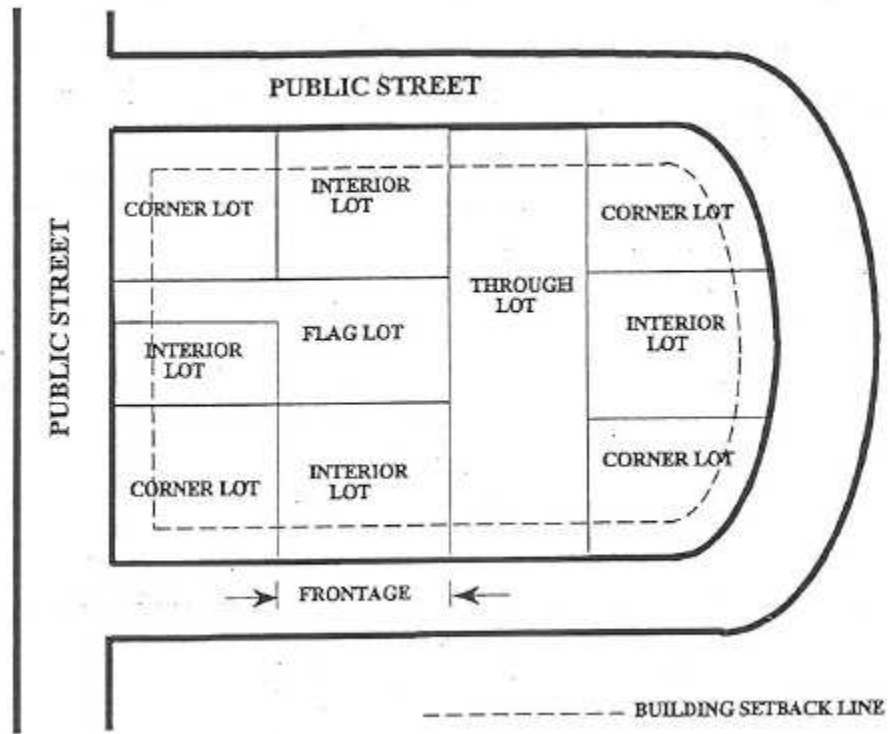 PUBLIC STREET
PUBLIC STREET
CORNER LOT
INTERIOR
LOT
THROUGH
LOT
CORNER LOT
INTERIOR
LOT
FLAG LOT
INTERIOR
LOT
CORNER LOT
INTERIOR
LOT
CORNER LOT
FRONTAGE
BUILDING SETBACK LINE